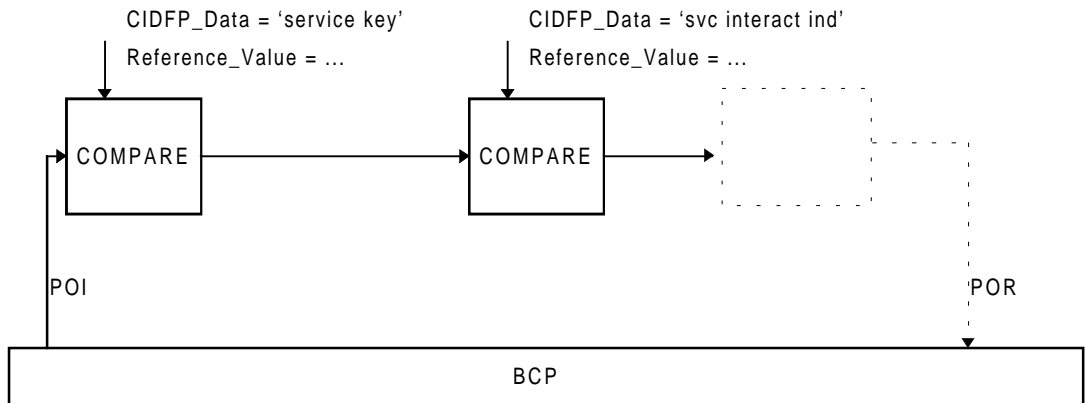 CIDFP_Data = ‘service key’
Reference_Value = ...
CIDFP_Data = ‘svc interact ind’
Reference_Value = ...
COMPARE
COMPARE
POI
POR
BCP